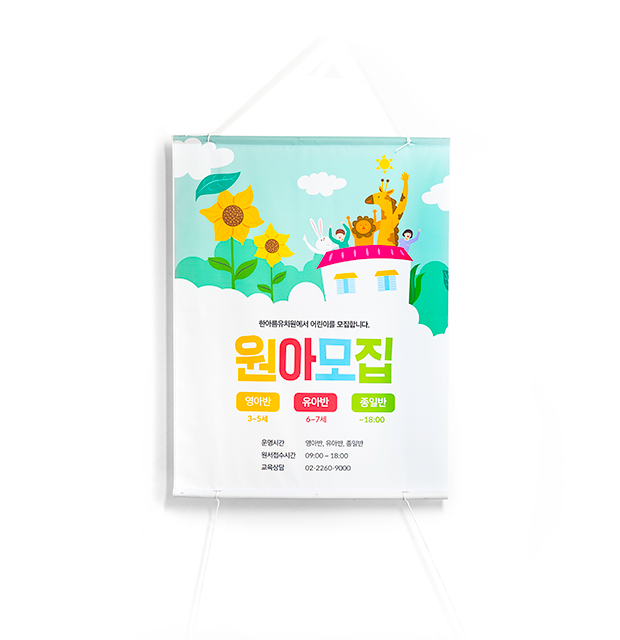 한아름유치원에서 어린이를 모집합니다.
원아모집
영아반 유아반 종일반
3~5세 6~7세 ~18:00
운영시간 영아반, 유아반, 종일반
원서접수시간 09:00 ~ 18:00
교육상담 02-2260-9000